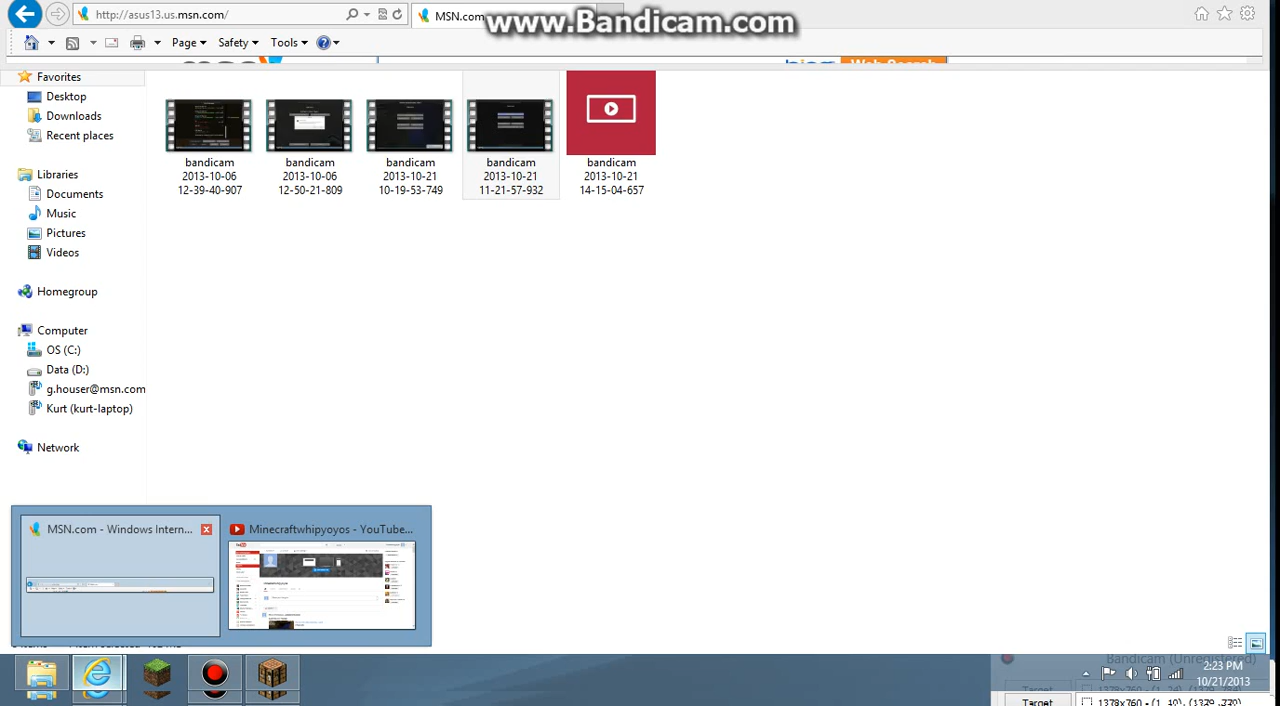 www.Bandicam.com
http://asus13.us.msn.com/
MSN.com
Page
Safety
Tools
Web Search
Favorites
Desktop
Downloads
Recent places
Libraries
Documents
Music
Pictures
Videos
Homegroup
Computer
OS (C:)
Data (D:)
g.houser@msn.com
Kurt (kurt-laptop)
Network
bandicam
2013-10-06
12-39-40-907
bandicam
2013-10-06
12-50-21-809
bandicam
2013-10-21
10-19-53-749
bandicam
2013-10-21
11-21-57-932
bandicam
2013-10-21
14-15-04-657
MSN.com - Windows Intern...
Minecraftwhipyoyos - YouTube...
Bandicam (Unregistered)
2:23 PM
10/21/2013
Target
Target